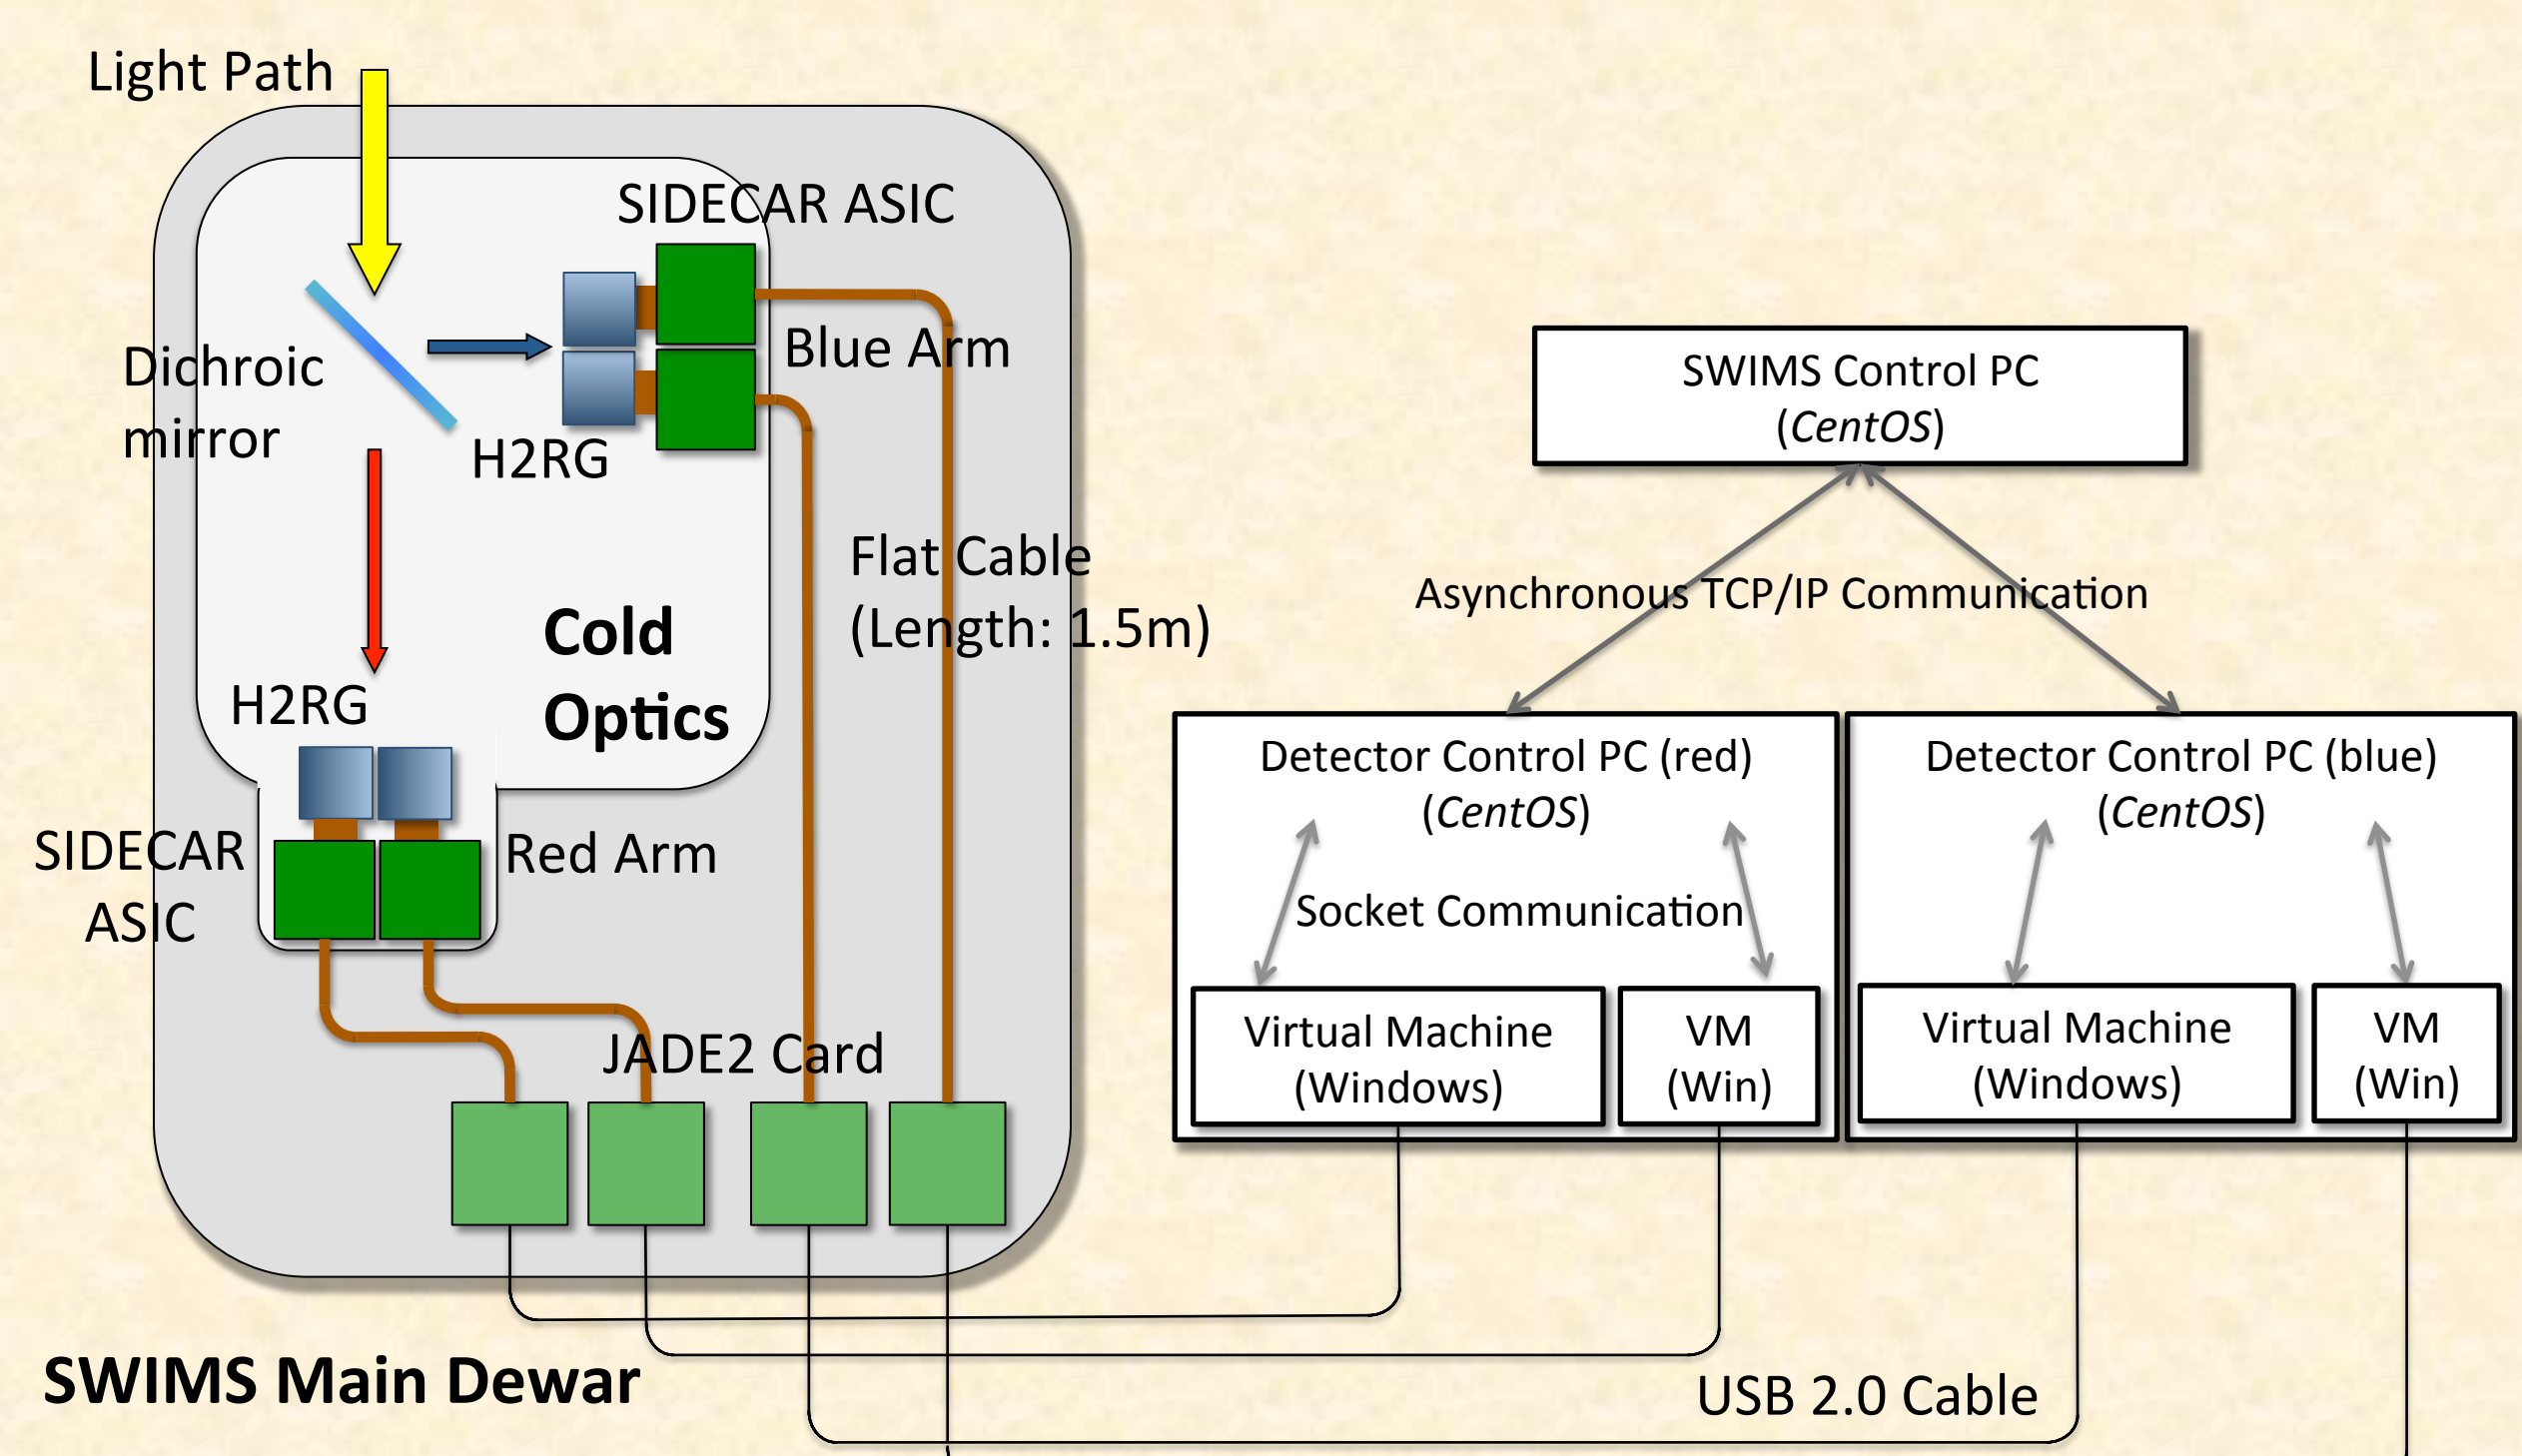 Light Path
SIDECAR ASIC
Blue Arm
Dichroic
mirror
H2RG
Flat Cable
(Length: 1.5m)
Cold
Optics
H2RG
SIDECAR
ASIC
Red Arm
JADE2 Card
SWIMS Main Dewar
SWIMS Control PC
(CentOS)
Asynchronous TCP/IP Communication
Detector Control PC (red)
(CentOS)
Socket Communication
Virtual Machine
(Windows)
VM
(Win)
Detector Control PC (blue)
(CentOS)
Virtual Machine
(Windows)
VM
(Win)
USB 2.0 Cable